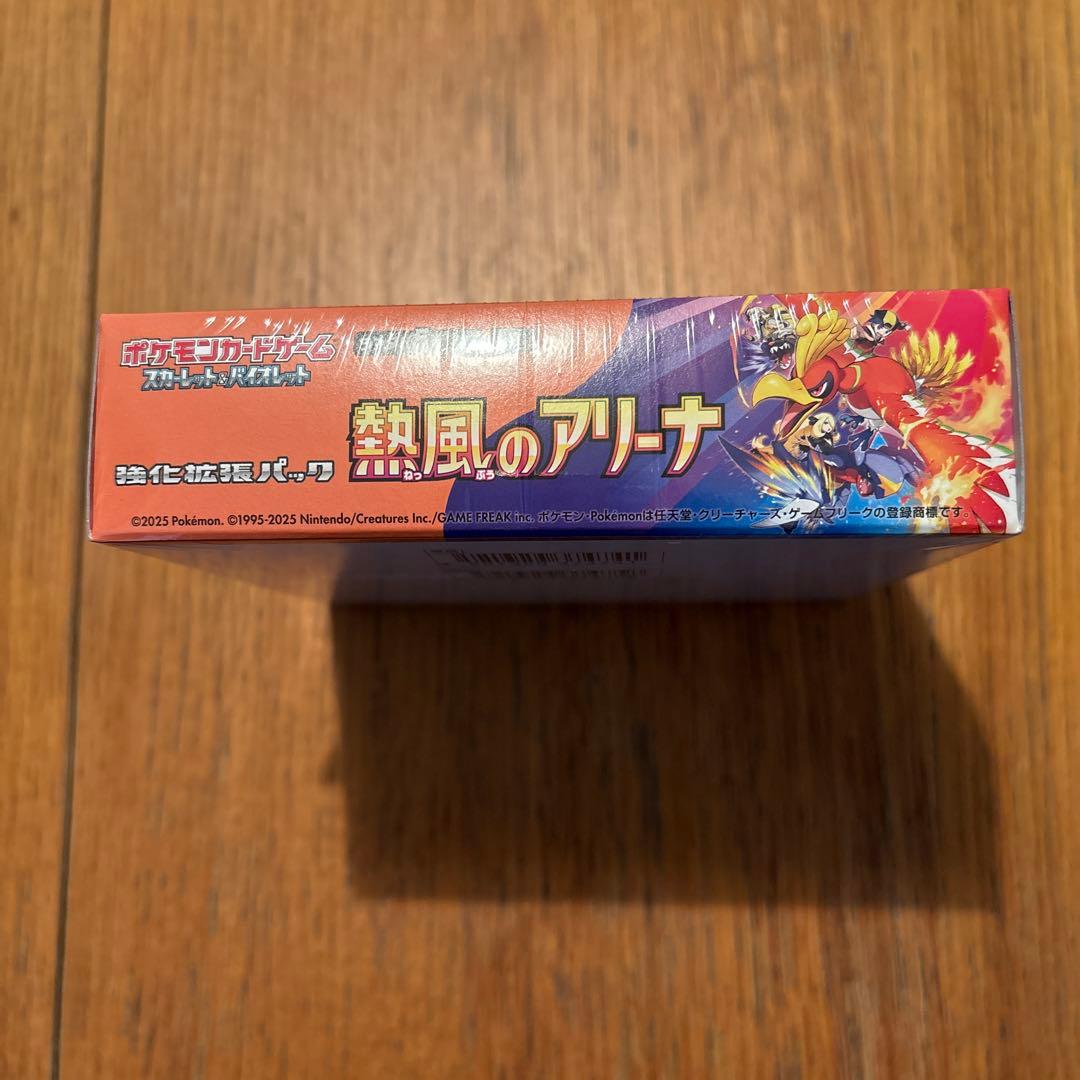 ポケモンカードゲーム
スカーレット&バイオレット
強化拡張パック
熱風のアリーナ
ねっ ぷう
©2025 Pokémon. ©1995-2025 Nintendo/Creatures Inc./GAME FREAK inc. ポケモン・Pokémonは任天堂・クリーチャーズ・ゲームフリークの登録商標です。